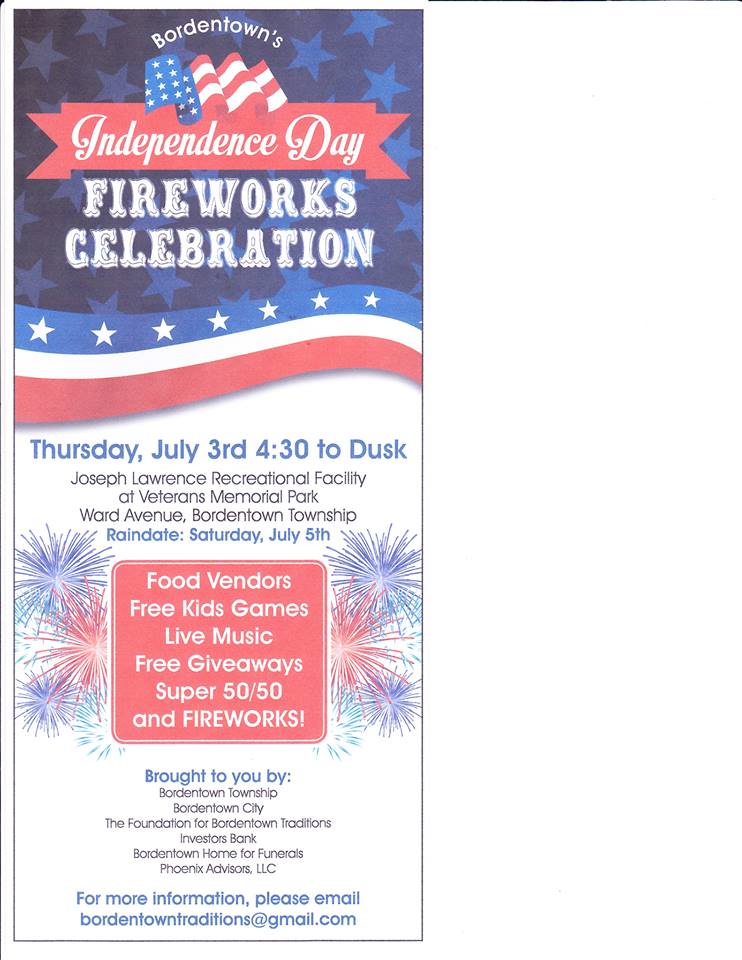 Bordentown's
Independence Day
FIREWORKS
CELEBRATION
Thursday, July 3rd 4:30 to Dusk
Joseph Lawrence Recreational Facility
at Veterans Memorial Park
Ward Avenue, Bordentown Township
Raindate: Saturday, July 5th
Food Vendors
Free Kids Games
Live Music
Free Giveaways
Super 50/50
and FIREWORKS!
Brought to you by:
Bordentown Township
Bordentown City
The Foundation for Bordentown Traditions
Investors Bank
Bordentown Home for Funerals
Phoenix Advisors, LLC
For more information, please email
bordentowntraditions@gmail.com